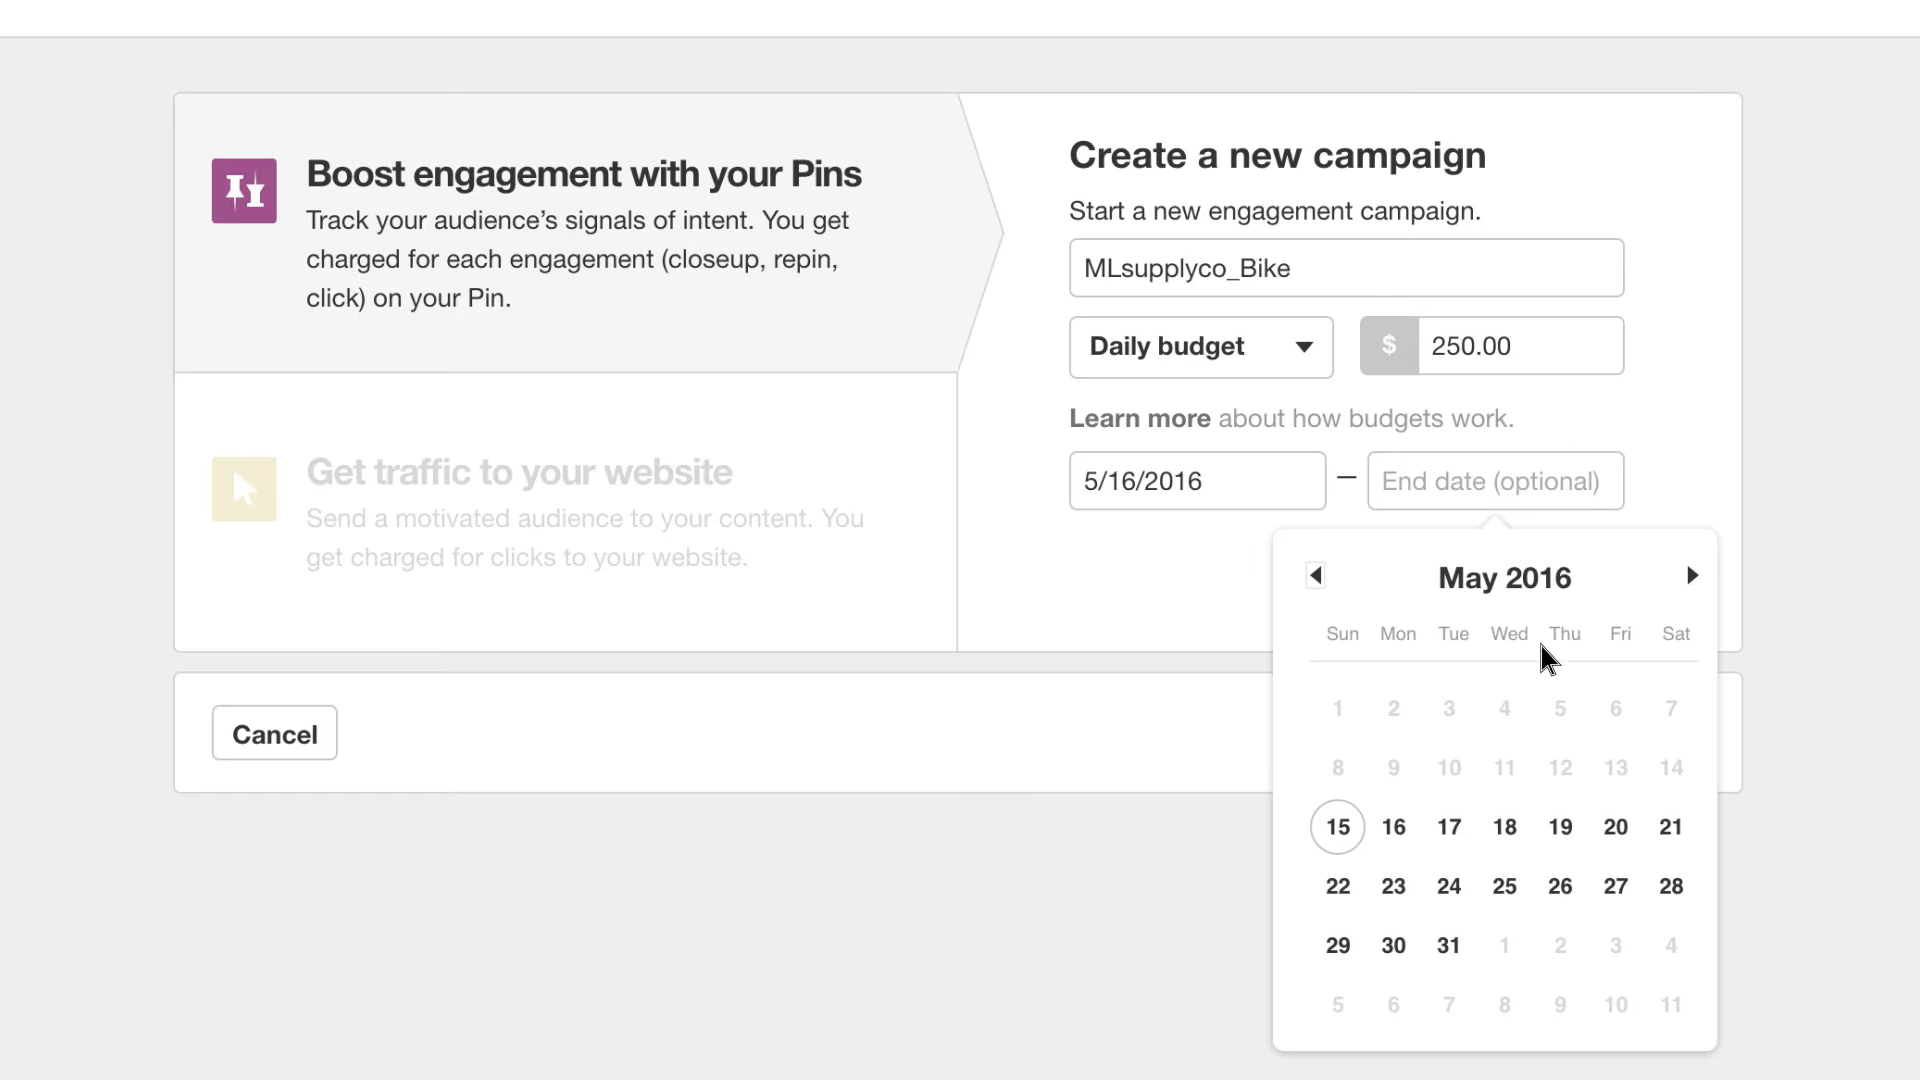 Boost engagement with your Pins
Track your audience’s signals of intent. You get
charged for each engagement (closeup, repin,
click) on your Pin.
Get traffic to your website
Send a motivated audience to your content. You
get charged for clicks to your website.
Create a new campaign
Start a new engagement campaign.
MLsupplyco_Bike
Daily budget
$ 250.00
Learn more about how budgets work.
5/16/2016 — End date (optional)
May 2016
Sun Mon Tue Wed Thu Fri Sat
1 2 3 4 5 6 7
8 9 10 11 12 13 14
15 16 17 18 19 20 21
22 23 24 25 26 27 28
29 30 31 1 2 3 4
5 6 7 8 9 10 11
Cancel